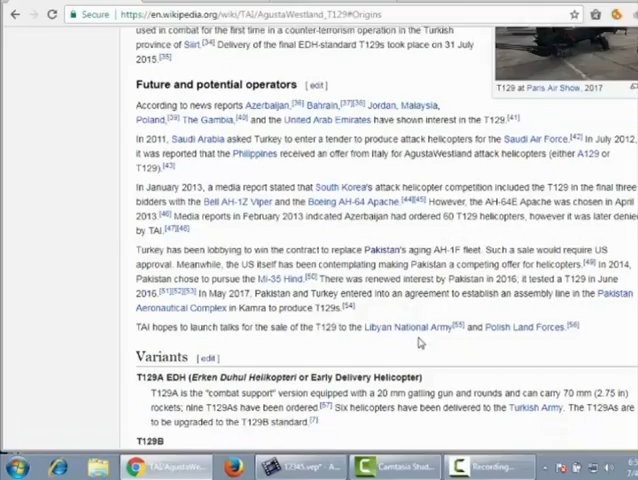 Secure https://en.wikipedia.org/wiki/TAI/AgustaWestland_T129#Origins
used in combat for the first time in a counter-terrorism operation in the Turkish
province of Siirt.[34] Delivery of the final EDH-standard T129s took place on 31 July
2015.[35]
T129 at Paris Air Show, 2017
Future and potential operators [ edit ]
According to news reports Azerbaijan,[36] Bahrain,[37][38] Jordan, Malaysia,
Poland,[39] The Gambia,[40] and the United Arab Emirates have shown interest in the T129.[41]
In 2011, Saudi Arabia asked Turkey to enter a tender to produce attack helicopters for the Saudi Air Force.[42] In July 2012,
it was reported that the Philippines received an offer from Italy for AgustaWestland attack helicopters (either A129 or
T129).[43]
In January 2013, a media report stated that South Korea's attack helicopter competition included the T129 in the final three
bidders with the Bell AH-1Z Viper and the Boeing AH-64 Apache.[44][45] However, the AH-64E Apache was chosen in April
2013.[46] Media reports in February 2013 indicated Azerbaijan had ordered 60 T129 helicopters, however it was later denied
by TAI.[47][48]
Turkey has been lobbying to win the contract to replace Pakistan's aging AH-1F fleet. Such a sale would require US
approval. Meanwhile, the US itself has been contemplating making Pakistan a competing offer for helicopters.[49] In 2014,
Pakistan chose to pursue the Mi-35 Hind.[50] There was renewed interest by Pakistan in 2016; it tested a T129 in June
2016.[51][52][53] In May 2017, Pakistan and Turkey entered into an agreement to establish an assembly line in the Pakistan
Aeronautical Complex in Kamra to produce T129s.[54]
TAI hopes to launch talks for the sale of the T129 to the Libyan National Army[55] and Polish Land Forces.[56]
Variants [ edit ]
T129A EDH (Erken Duhul Helikopteri or Early Delivery Helicopter)
T129A is the "combat support" version equipped with a 20 mm gatling gun and rounds and can carry 70 mm (2.75 in)
rockets; nine T129As have been ordered.[57] Six helicopters have been delivered to the Turkish Army. The T129As are
to be upgraded to the T129B standard.[7]
T129B
TAI/AgustaWe...
12345.vep* - A...
Camtasia Stud...
Recording...